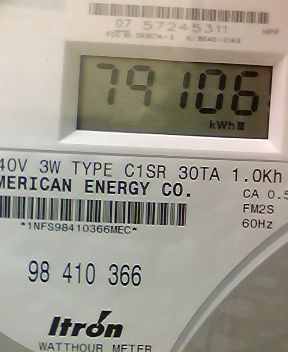 07 57245311 HPP
79106
kWh
40V 3W TYPE C1SR 30TA 1.0Kh
MERICAN ENERGY CO.
CA 0.5
FM2S
60Hz
*1NFS98410366MEC*
98 410 366
Itron
WATTHOUR METER